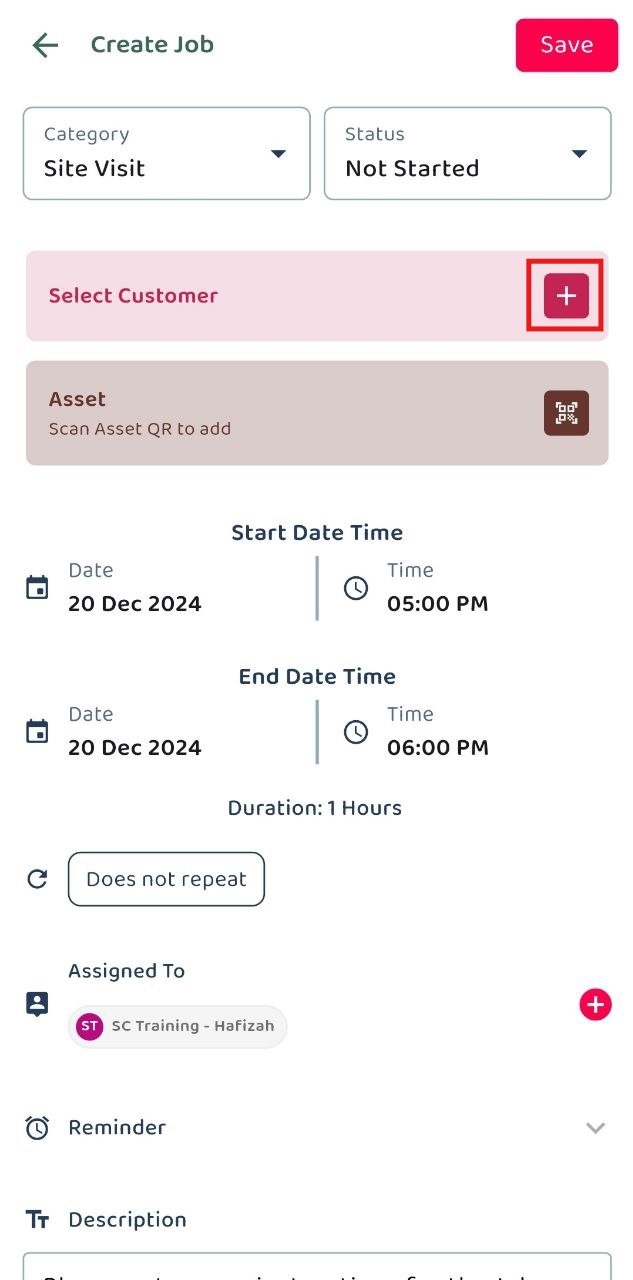 Create Job
Save
Category
Site Visit
Status
Not Started
Select Customer
Asset
Scan Asset QR to add
Start Date Time
Date
20 Dec 2024
Time
05:00 PM
End Date Time
Date
20 Dec 2024
Time
06:00 PM
Duration: 1 Hours
Does not repeat
Assigned To
ST SC Training - Hafizah
Reminder
Description